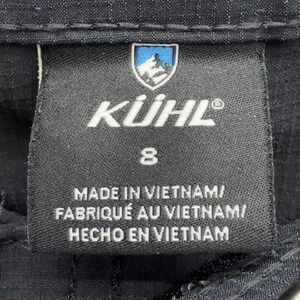 KÜHL®
8
MADE IN VIETNAM/
FABRIQUÉ AU VIETNAM/
HECHO EN VIETNAM